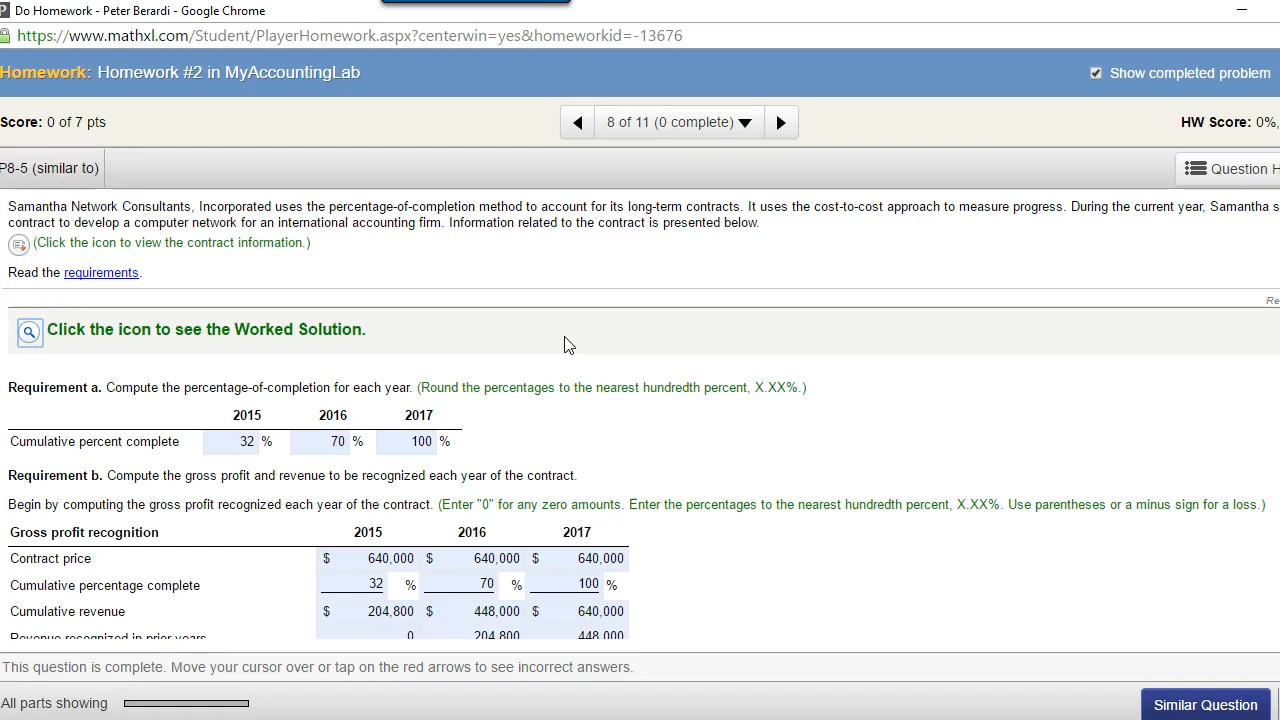 Do Homework - Peter Berardi - Google Chrome
https://www.mathxl.com/Student/PlayerHomework.aspx?centerwin=yes&homeworkid=-13676
Homework: Homework #2 in MyAccountingLab
Show completed problem
Score: 0 of 7 pts
8 of 11 (0 complete)
HW Score: 0%,
P8-5 (similar to)
Question H
Samantha Network Consultants, Incorporated uses the percentage-of-completion method to account for its long-term contracts. It uses the cost-to-cost approach to measure progress. During the current year, Samantha s
contract to develop a computer network for an international accounting firm. Information related to the contract is presented below.
(Click the icon to view the contract information.)
Read the requirements.
Re
Click the icon to see the Worked Solution.
Requirement a. Compute the percentage-of-completion for each year. (Round the percentages to the nearest hundredth percent, X.XX%.)
2015 2016 2017
Cumulative percent complete 32 % 70 % 100 %
Requirement b. Compute the gross profit and revenue to be recognized each year of the contract.
Begin by computing the gross profit recognized each year of the contract. (Enter "0" for any zero amounts. Enter the percentages to the nearest hundredth percent, X.XX%. Use parentheses or a minus sign for a loss.)
Gross profit recognition 2015 2016 2017
Contract price $ 640,000 $ 640,000 $ 640,000
Cumulative percentage complete 32 % 70 % 100 %
Cumulative revenue $ 204,800 $ 448,000 $ 640,000
Revenue recognized in prior years 0 204,800 448,000
This question is complete. Move your cursor over or tap on the red arrows to see incorrect answers.
All parts showing
Similar Question